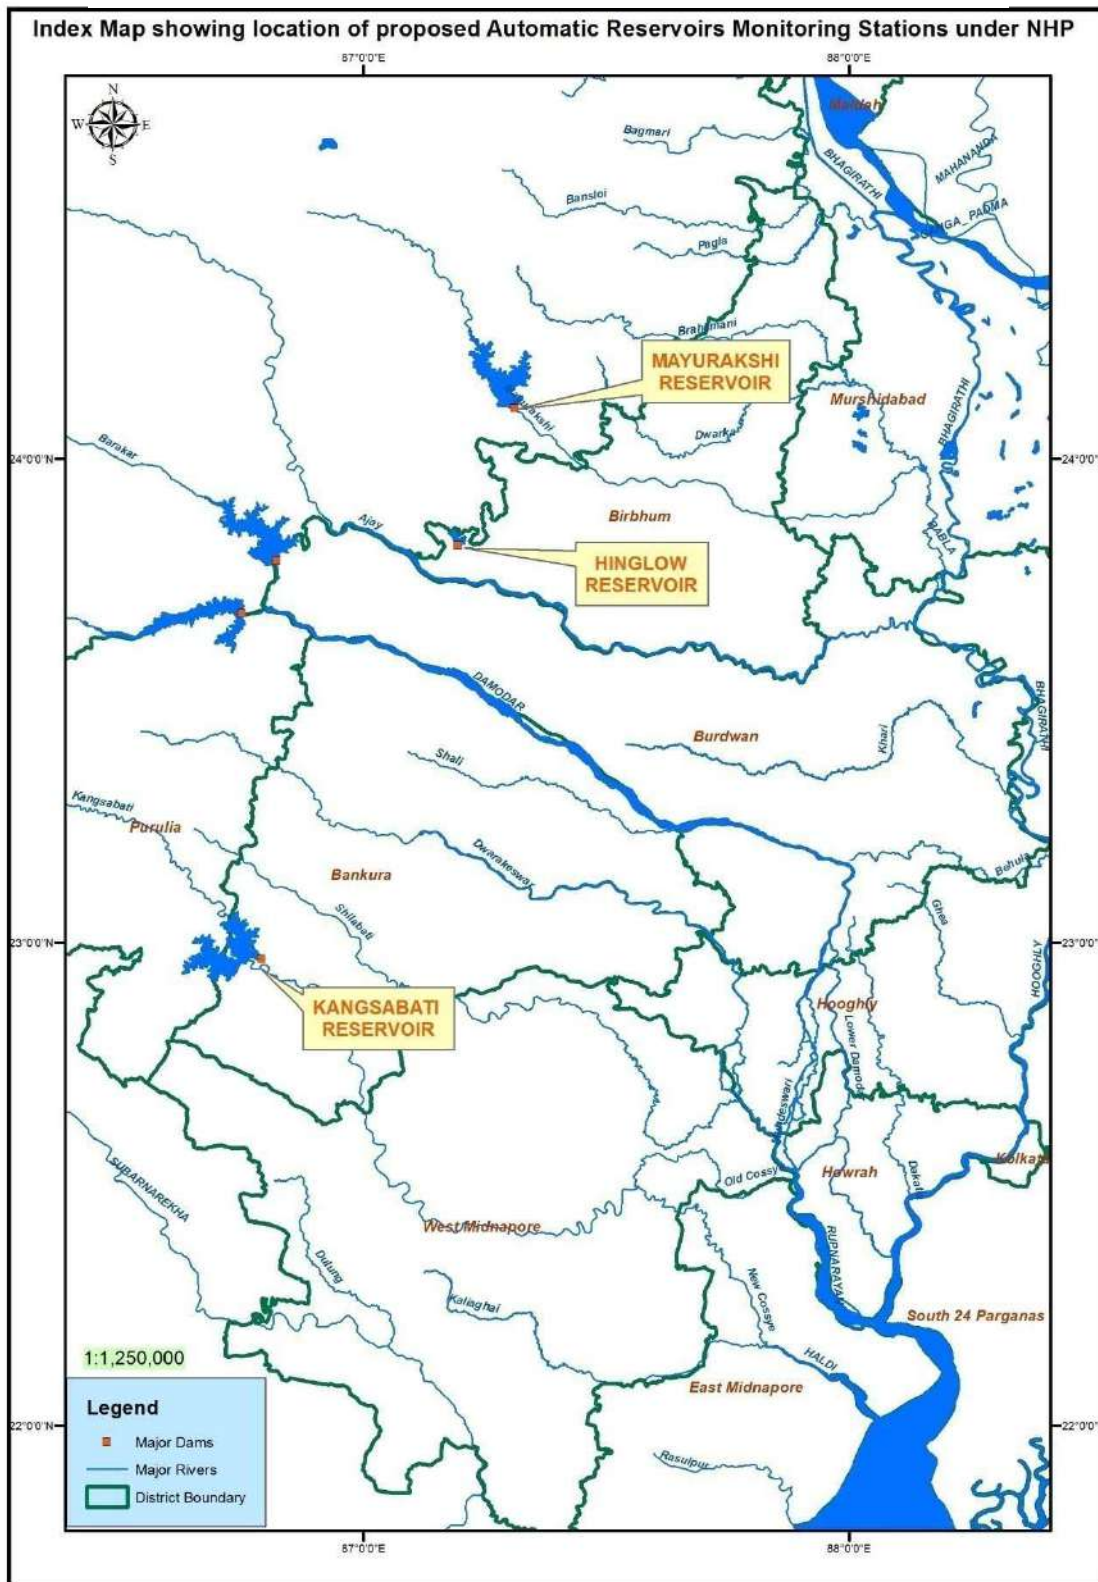 Index Map showing location of proposed Automatic Reservoirs Monitoring Stations under NHP
87°0'0"E
88°0'0"E
N
W
E
S
Maldah
Bagmari
BHAGIRATHI
MAHANANDA
Bansloi
GANGA_PADMA
Pagla
Brahmani
MAYURAKSHI
RESERVOIR
Murshidabad
BHAGIRATHI
Dwarka
Barakar
24°0'0"N
24°0'0"N
Ajay
Birbhum
BABLA
HINGLOW
RESERVOIR
DAMODAR
BHAGIRATHI
Burdwan
Khari
Shali
Kangsabati
Purulia
Dwarakeswar
Behula
Bankura
Shilabati
Ghea
23°0'0"N
23°0'0"N
HOOGHLY
KANGSABATI
RESERVOIR
Hooghly
Lower Damodar
Kolkata
SUBARNAREKHA
Old Cossy
Howrah
Dakati
West Midnapore
Dulung
RUPNARAYAN
New Cossye
Kaliaghai
South 24 Parganas
1:1,250,000
HALDI
East Midnapore
Legend
Major Dams
Major Rivers
District Boundary
22°0'0"N
22°0'0"N
Rasulpur
87°0'0"E
88°0'0"E